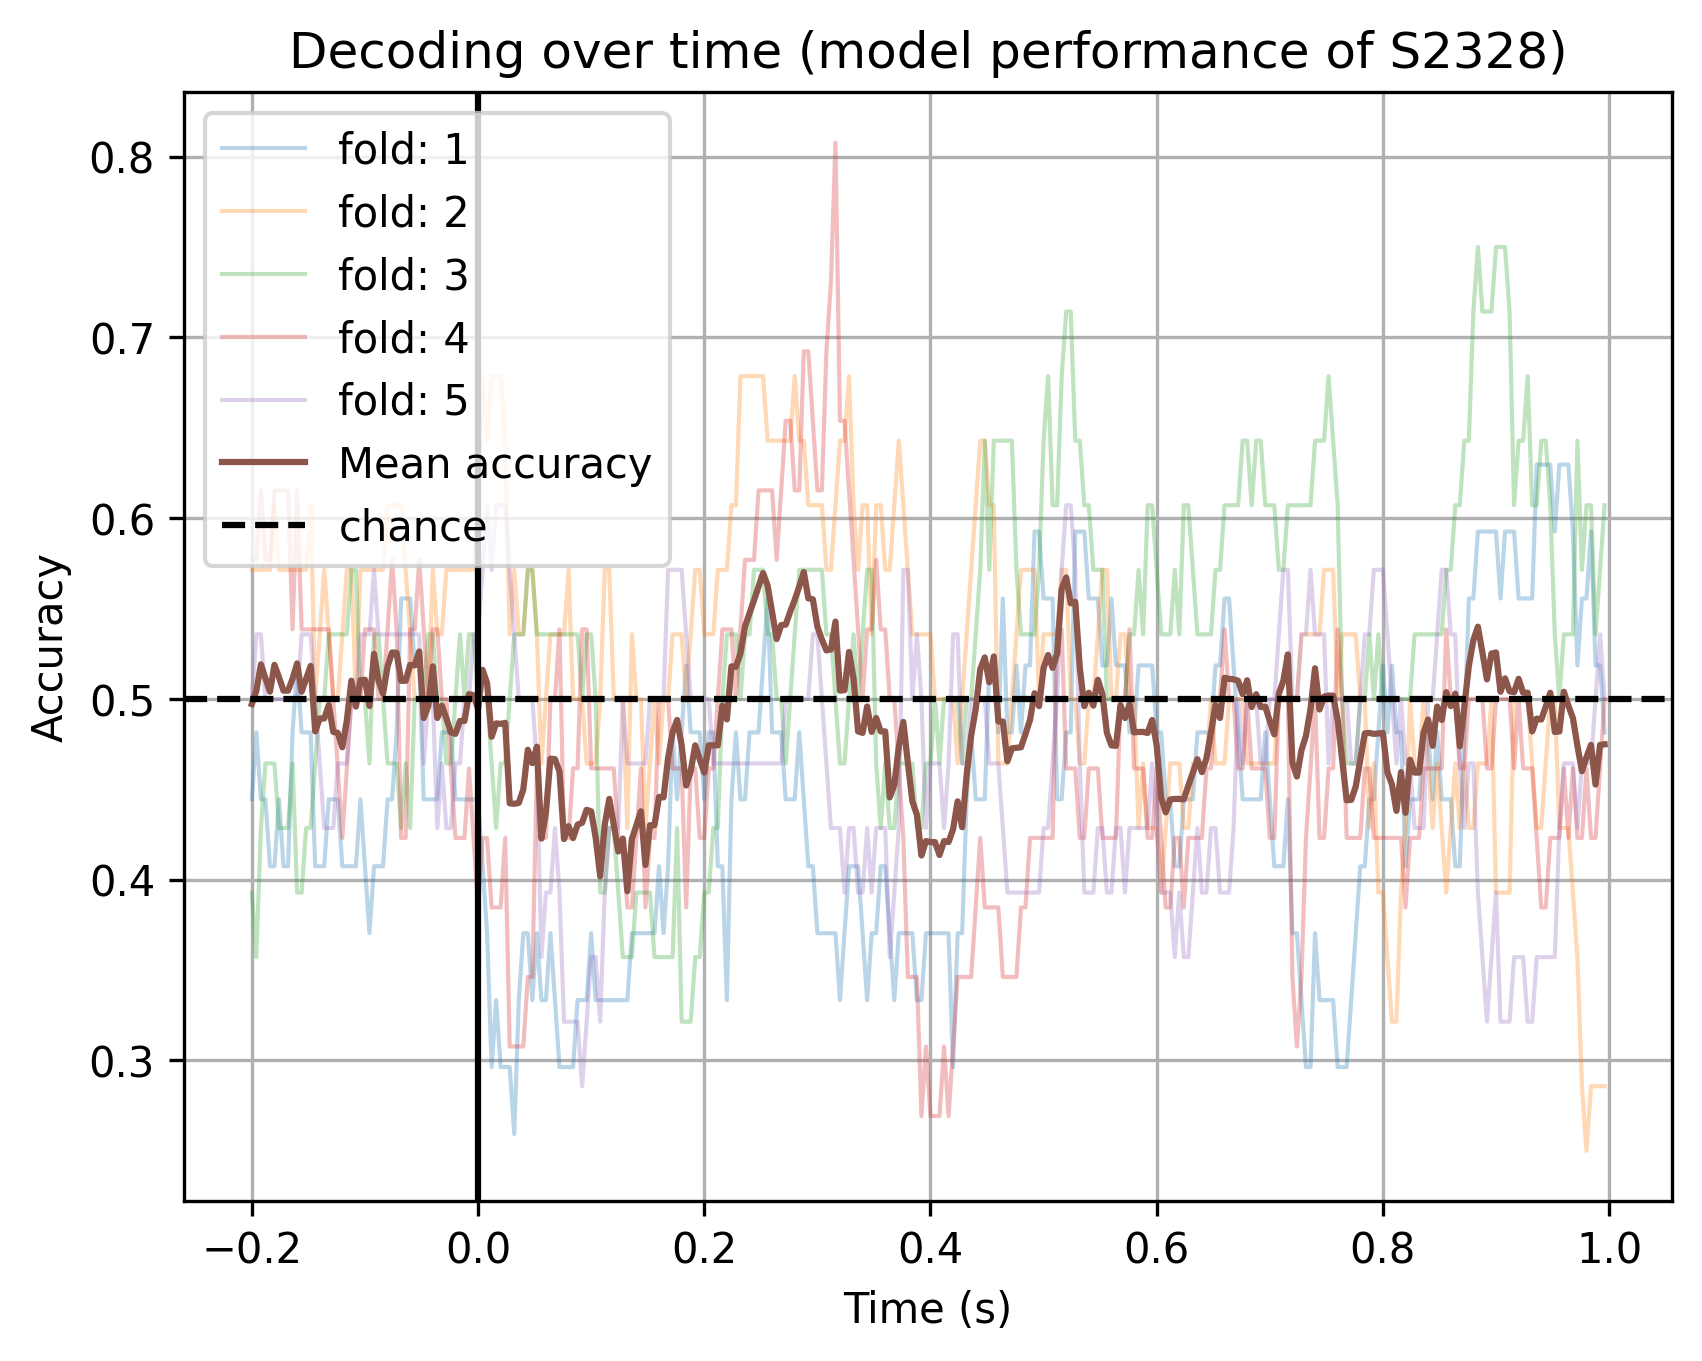 Decoding over time (model performance of S2328)
fold: 1
fold: 2
fold: 3
fold: 4
fold: 5
Mean accuracy
chance
0.8
0.7
0.6
0.5
0.4
0.3
Accuracy
−0.2 0.0 0.2 0.4 0.6 0.8 1.0
Time (s)